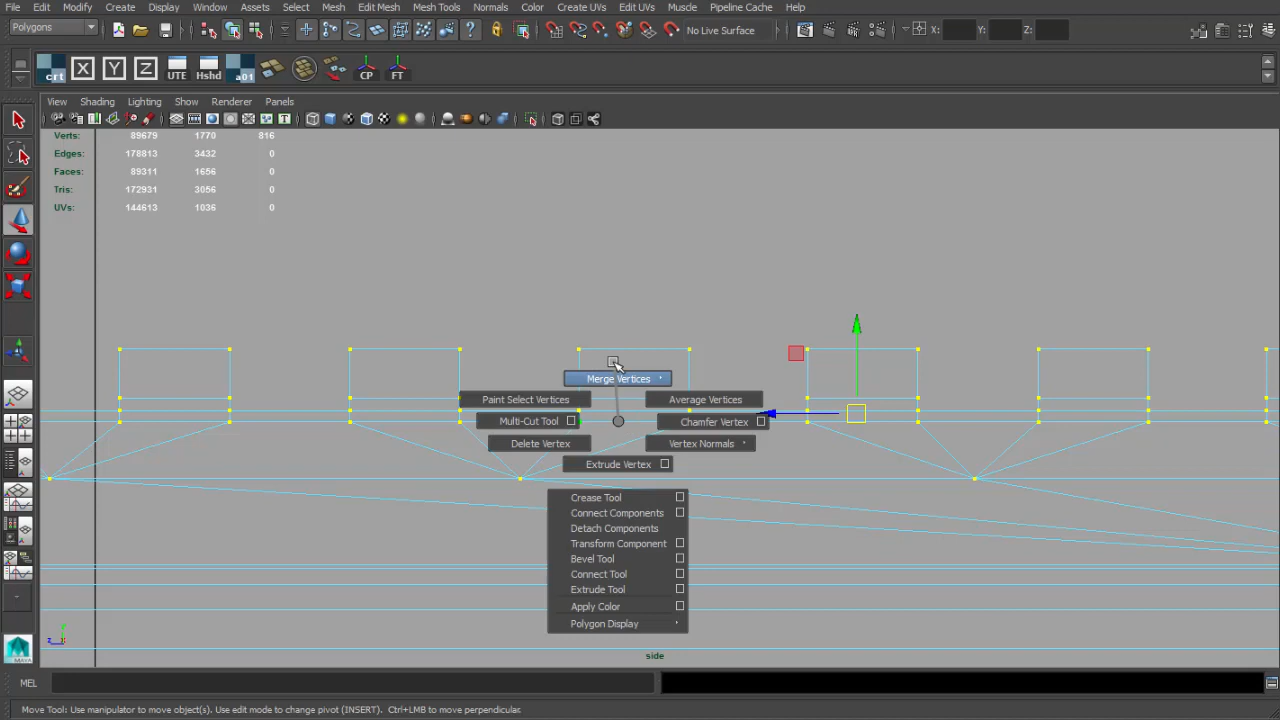 File Edit Modify Create Display Window Assets Select Mesh Edit Mesh Mesh Tools Normals Color Create UVs Edit UVs Muscle Pipeline Cache Help
Polygons No Live Surface X: Y: Z:
crt X Y Z UTE Hshd a01 CP FT
View Shading Lighting Show Renderer Panels
Verts: 89679 1770 816
Edges: 178813 3432 0
Faces: 89311 1656 0
Tris: 172931 3056 0
UVs: 144613 1036 0
Merge Vertices
Paint Select Vertices Average Vertices
Multi-Cut Tool Chamfer Vertex
Delete Vertex Vertex Normals
Extrude Vertex
Crease Tool
Connect Components
Detach Components
Transform Component
Bevel Tool
Connect Tool
Extrude Tool
Apply Color
Polygon Display
side
MAYA
MEL
Move Tool: Use manipulator to move object(s). Use edit mode to change pivot (INSERT). Ctrl+LMB to move perpendicular.